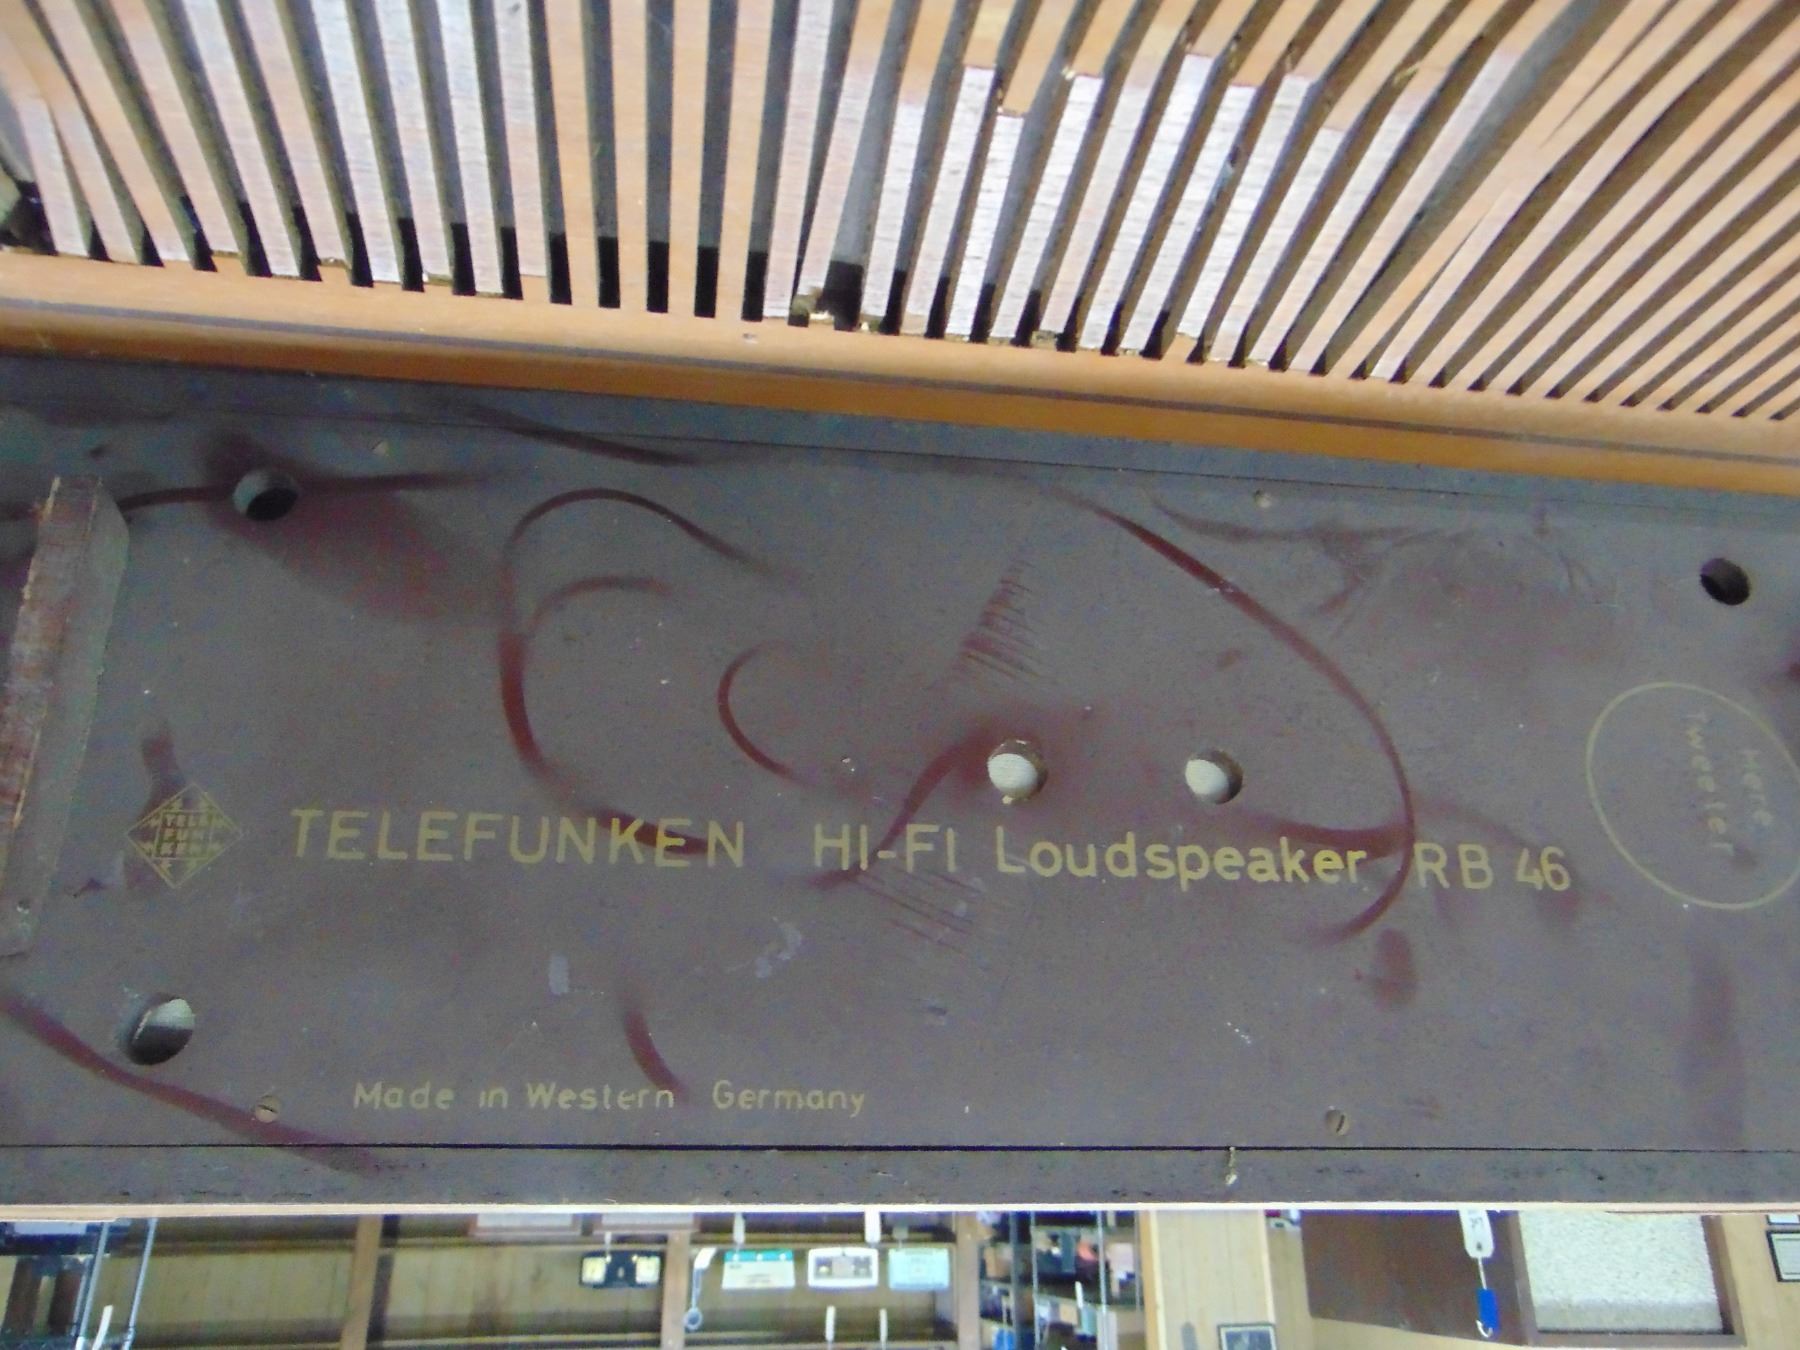 TELE
FUN
KEN
TELEFUNKEN HI-FI Loudspeaker RB 46
Here
Tweeter
Made in Western Germany